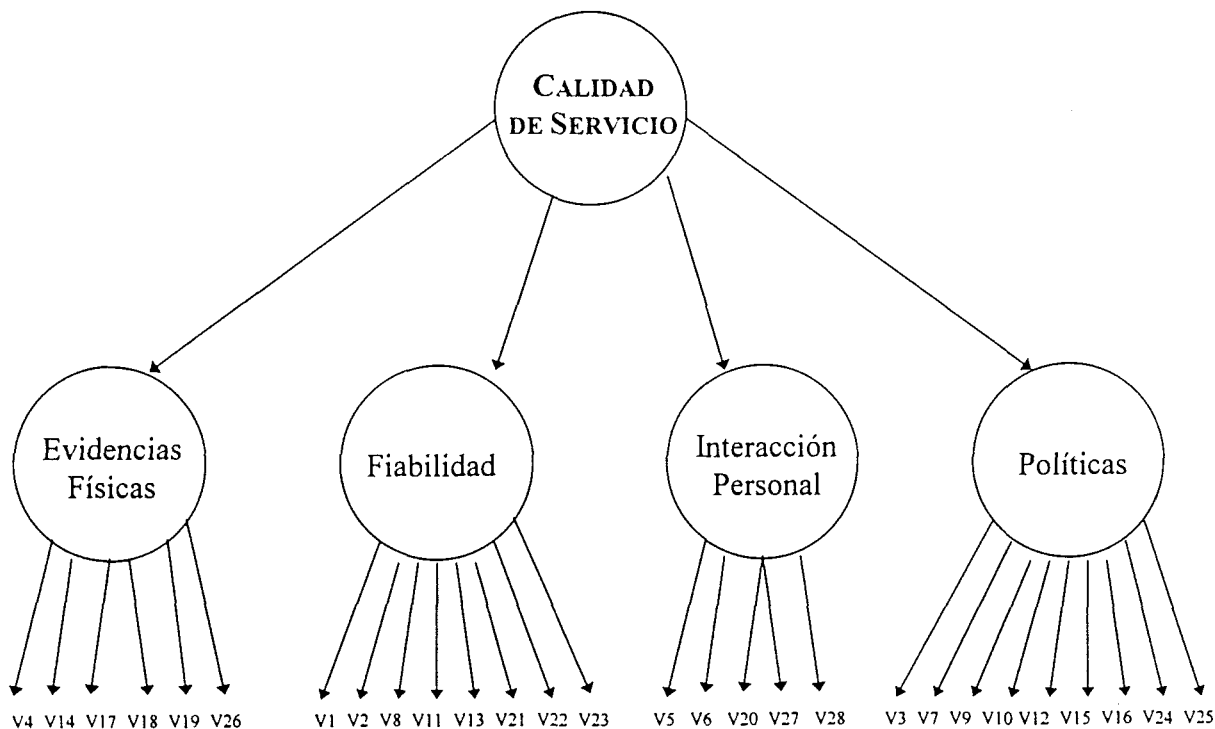 CALIDAD
DE SERVICIO
Evidencias
Físicas
Fiabilidad
Interacción
Personal
Políticas
V4 V14 V17 V18 V19 V26
V1 V2 V8 V11 V13 V21 V22 V23
V5 V6 V20 V27 V28
V3 V7 V9 V10 V12 V15 V16 V24 V25